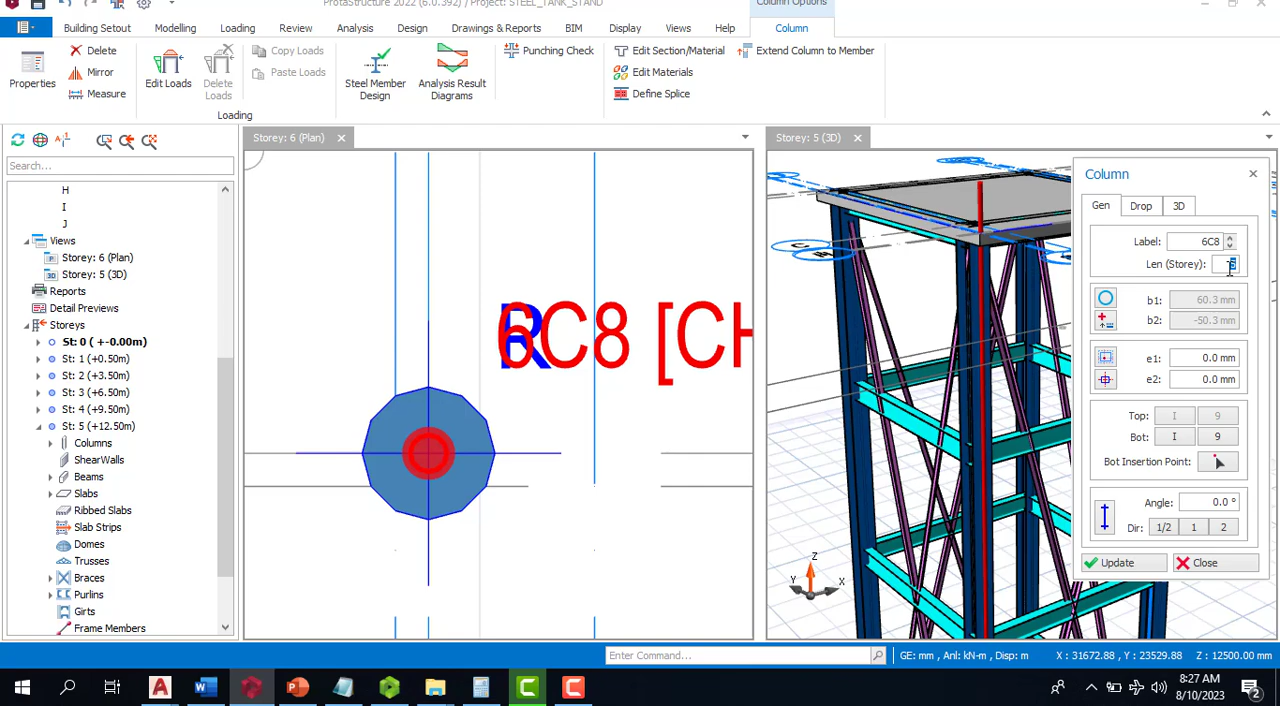 ProtaStructure 2022 (6.0.392) / Project: STEEL_TANK_STAND
Column Options
Building Setout Modelling Loading Review Analysis Design Drawings & Reports BIM Display Views Help Column
Properties
Delete
Mirror
Measure
Edit Loads
Delete Loads
Copy Loads
Paste Loads
Loading
Steel Member Design
Analysis Result Diagrams
Punching Check
Edit Section/Material
Edit Materials
Define Splice
Extend Column to Member
Search...
H
I
J
Views
Storey: 6 (Plan)
Storey: 5 (3D)
Reports
Detail Previews
Storeys
St: 0 ( +-0.00m)
St: 1 (+0.50m)
St: 2 (+3.50m)
St: 3 (+6.50m)
St: 4 (+9.50m)
St: 5 (+12.50m)
Columns
ShearWalls
Beams
Slabs
Ribbed Slabs
Slab Strips
Domes
Trusses
Braces
Purlins
Girts
Frame Members
Storey: 6 (Plan)
R
6C8 [CH
Storey: 5 (3D)
Z
Y X
Column
Gen Drop 3D
Label: 6C8
Len (Storey):
b1: 60.3 mm
b2: -50.3 mm
e1: 0.0 mm
e2: 0.0 mm
Top: I 9
Bot: I 9
Bot Insertion Point:
Angle: 0.0 °
Dir: 1/2 1 2
Update Close
Enter Command...
GE: mm, Anl: kN-m, Disp: m
X : 31672.88 , Y : 23529.88
Z : 12500.00 mm
8:27 AM
8/10/2023
2